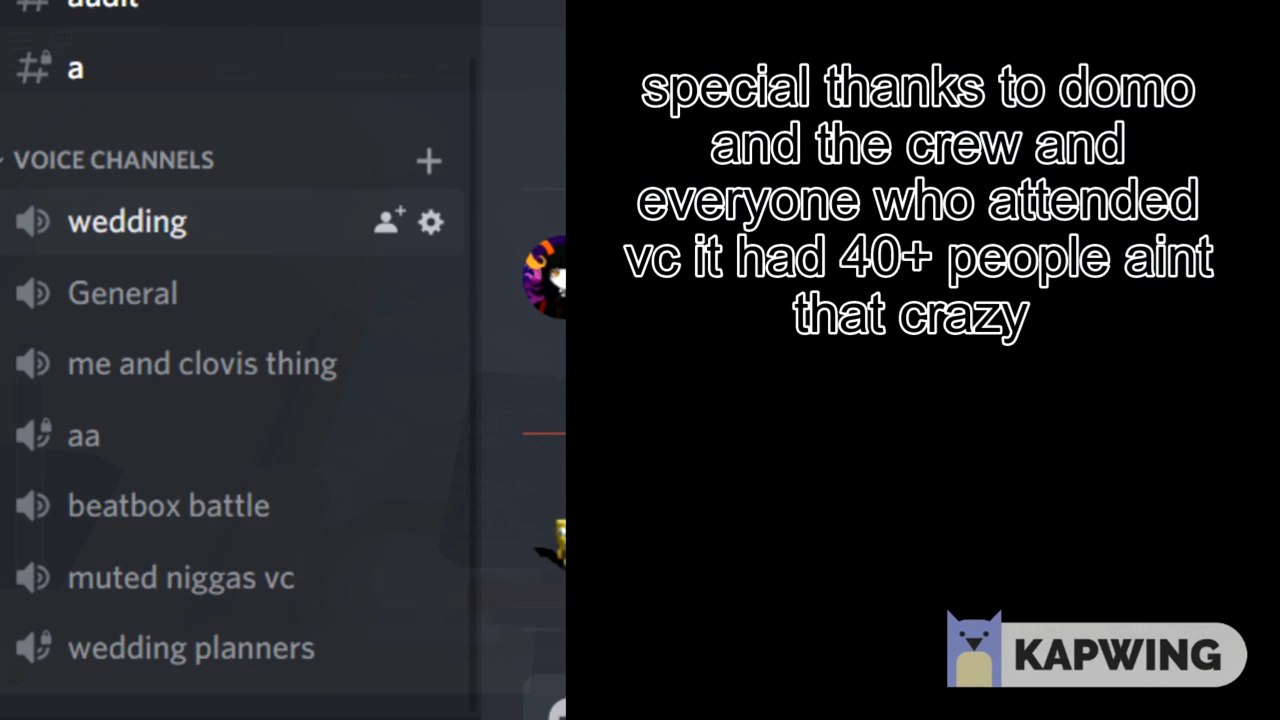 audit
a
VOICE CHANNELS
wedding
General
me and clovis thing
aa
beatbox battle
muted niggas vc
wedding planners
special thanks to domo
and the crew and
everyone who attended
vc it had 40+ people aint
that crazy
KAPWING